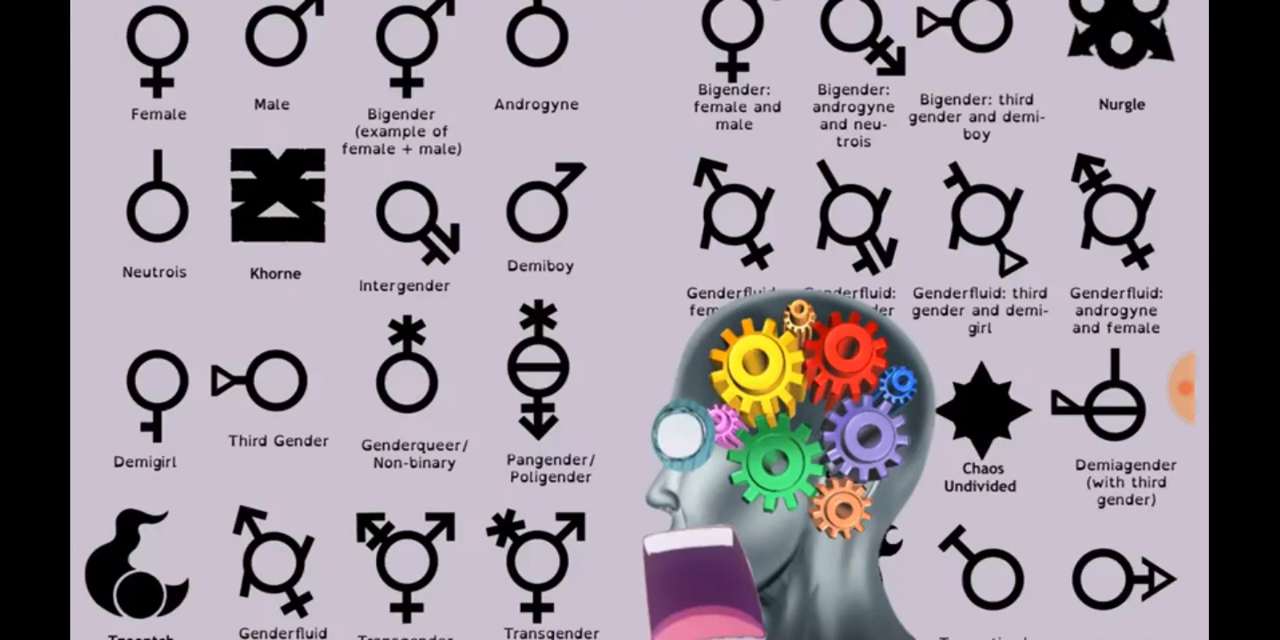 Female
Male
Bigender
(example of
female + male)
Androgyne
Bigender:
female and
male
Bigender:
androgyne
and neu-
trois
Bigender: third
gender and demi-
boy
Nurgle
Neutrois
Khorne
Intergender
Demiboy
Genderfluid:
Genderfluid: third
gender and demi-
girl
Genderfluid:
androgyne
and female
Demigirl
Third Gender
Genderqueer/
Non-binary
Pangender/
Poligender
Chaos
Undivided
Demiagender
(with third
gender)
Genderfluid
Transgender
Transgender